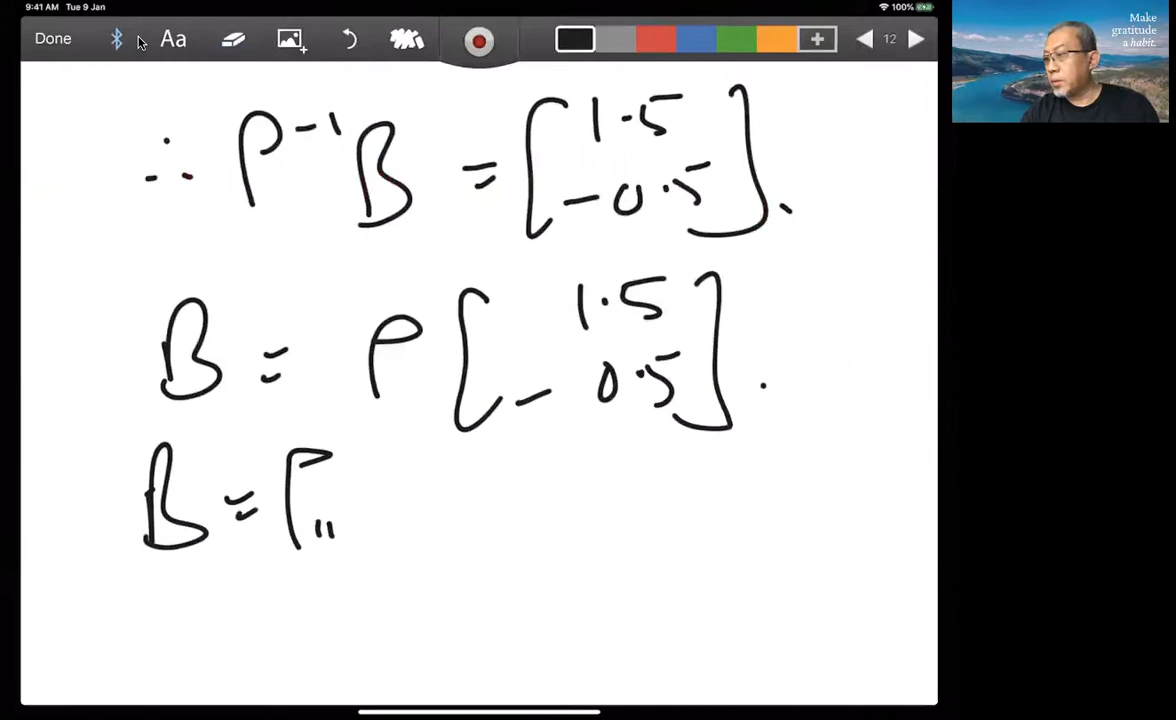 9:41 AM Tue 9 Jan
100%
Done
Aa
12
Make
gratitude
a habit.
∴ P⁻¹B = [1.5
-0.5].
B = P [1.5
- 0.5].
B = [
"